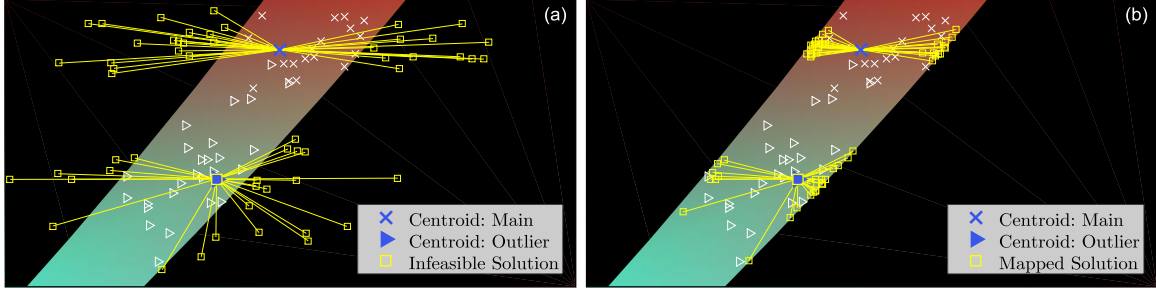 (a)
Centroid: Main
Centroid: Outlier
Infeasible Solution
(b)
Centroid: Main
Centroid: Outlier
Mapped Solution